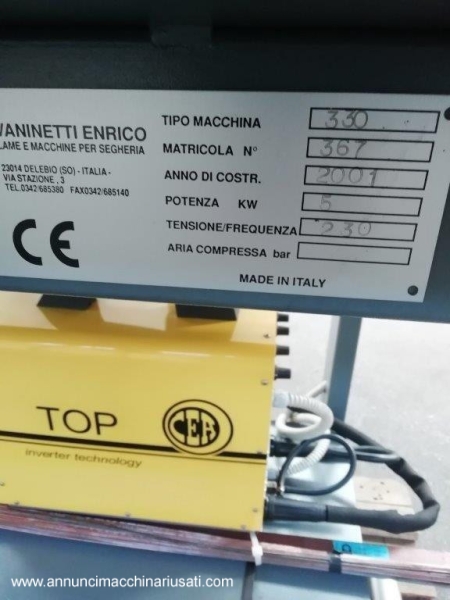 VANINETTI ENRICO
LAME E MACCHINE PER SEGHERIA
23014 DELEBIO (SO) - ITALIA -
VIA STAZIONE , 3
TEL.0342/685380 FAX0342/685140
CE
TIPO MACCHINA 330
MATRICOLA N° 367
ANNO DI COSTR. 2001
POTENZA KW 5
TENSIONE/FREQUENZA 230
ARIA COMPRESSA bar
MADE IN ITALY
TOP
CEA
inverter technology
www.annuncimacchinariusati.com